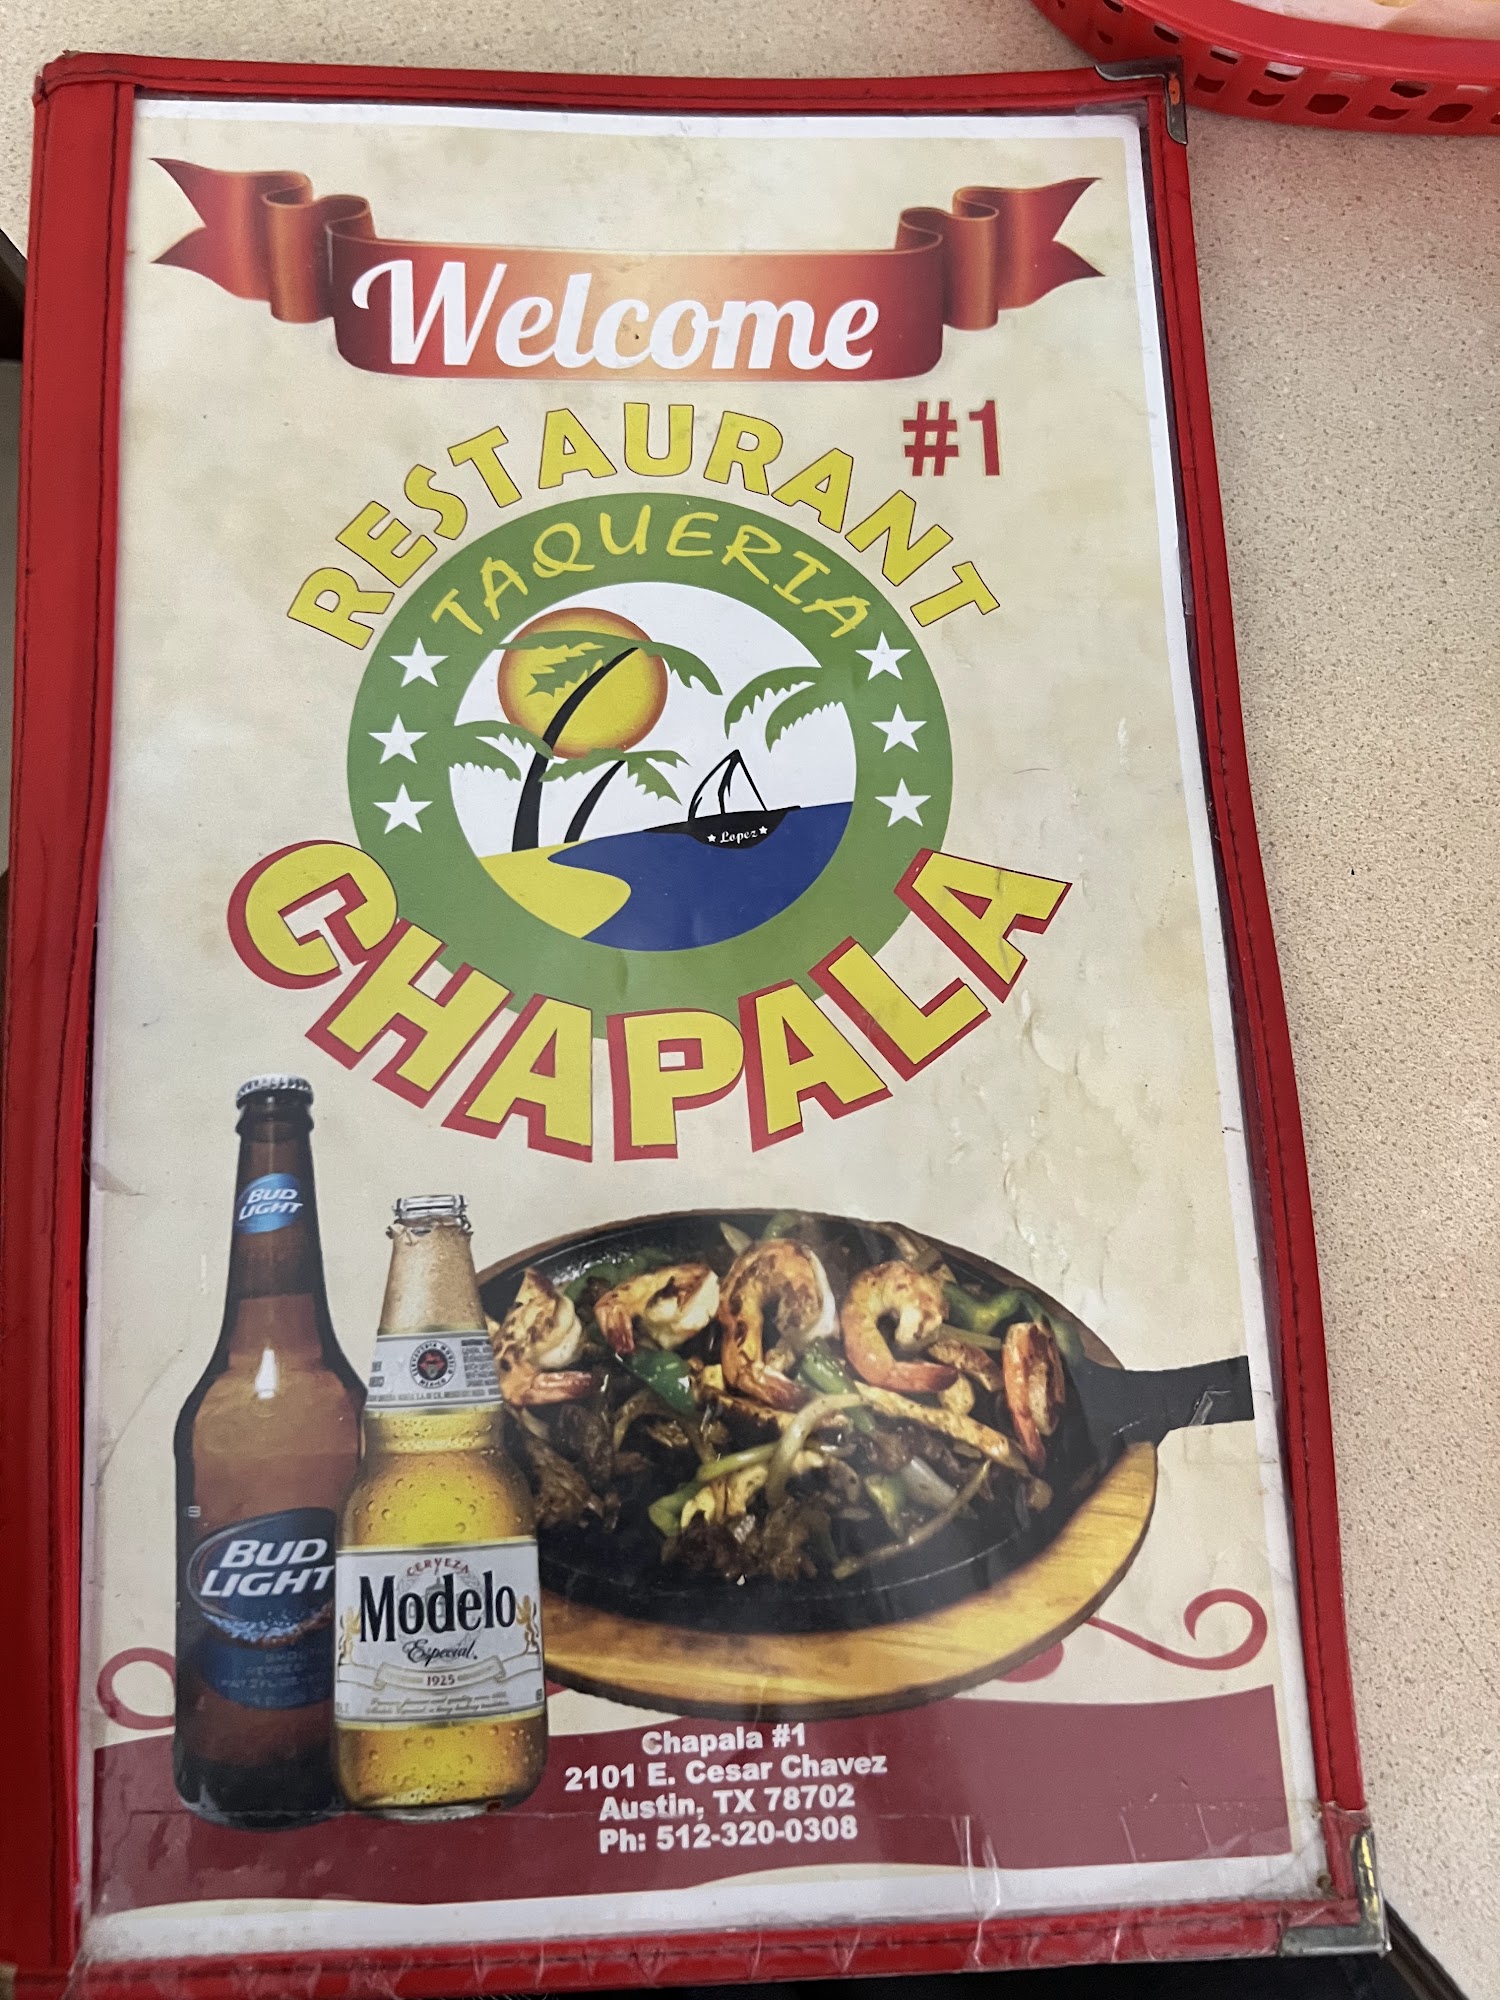 Welcome
#1
RESTAURANT
TAQUERIA
Lopez
CHAPALA
BUD
LIGHT
BUD
LIGHT
CERVEZA
Modelo
Especial
1925
Chapala #1
2101 E. Cesar Chavez
Austin, TX 78702
Ph: 512-320-0308